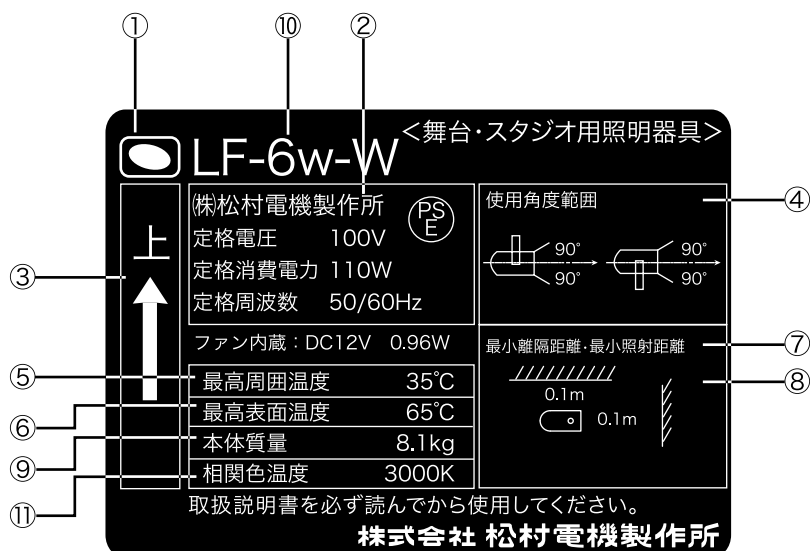 ① ⑩ ②
LF-6w-W
<舞台・スタジオ用照明器具>
上
㈱松村電機製作所
PS
E
定格電圧 100V
定格消費電力 110W
定格周波数 50/60Hz
ファン内蔵：DC12V 0.96W
最高周囲温度 35℃
最高表面温度 65℃
本体質量 8.1kg
相関色温度 3000K
使用角度範囲
90° 90°
90° 90°
最小離隔距離・最小照射距離
0.1m
0.1m
取扱説明書を必ず読んでから使用してください。
株式会社 松村電機製作所
③
⑤
⑥
⑨
⑪
④
⑦
⑧